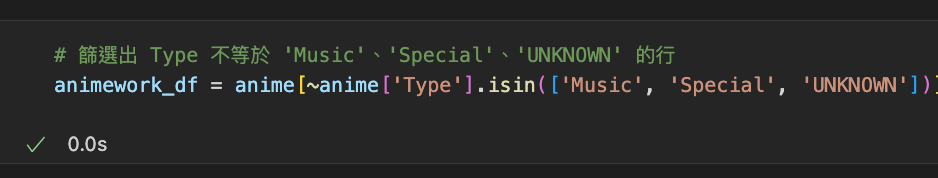 # 篩選出 Type 不等於 'Music'、'Special'、'UNKNOWN' 的行
animework_df = anime[~anime['Type'].isin(['Music', 'Special', 'UNKNOWN'])]
0.0s